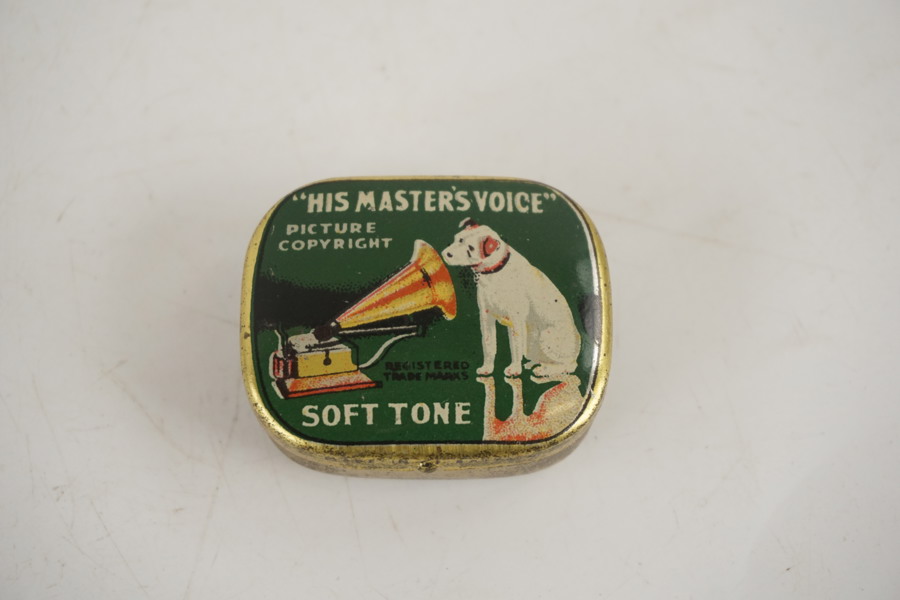 "HIS MASTER'S VOICE"
PICTURE
COPYRIGHT
REGISTERED
TRADE MARKS
SOFT TONE